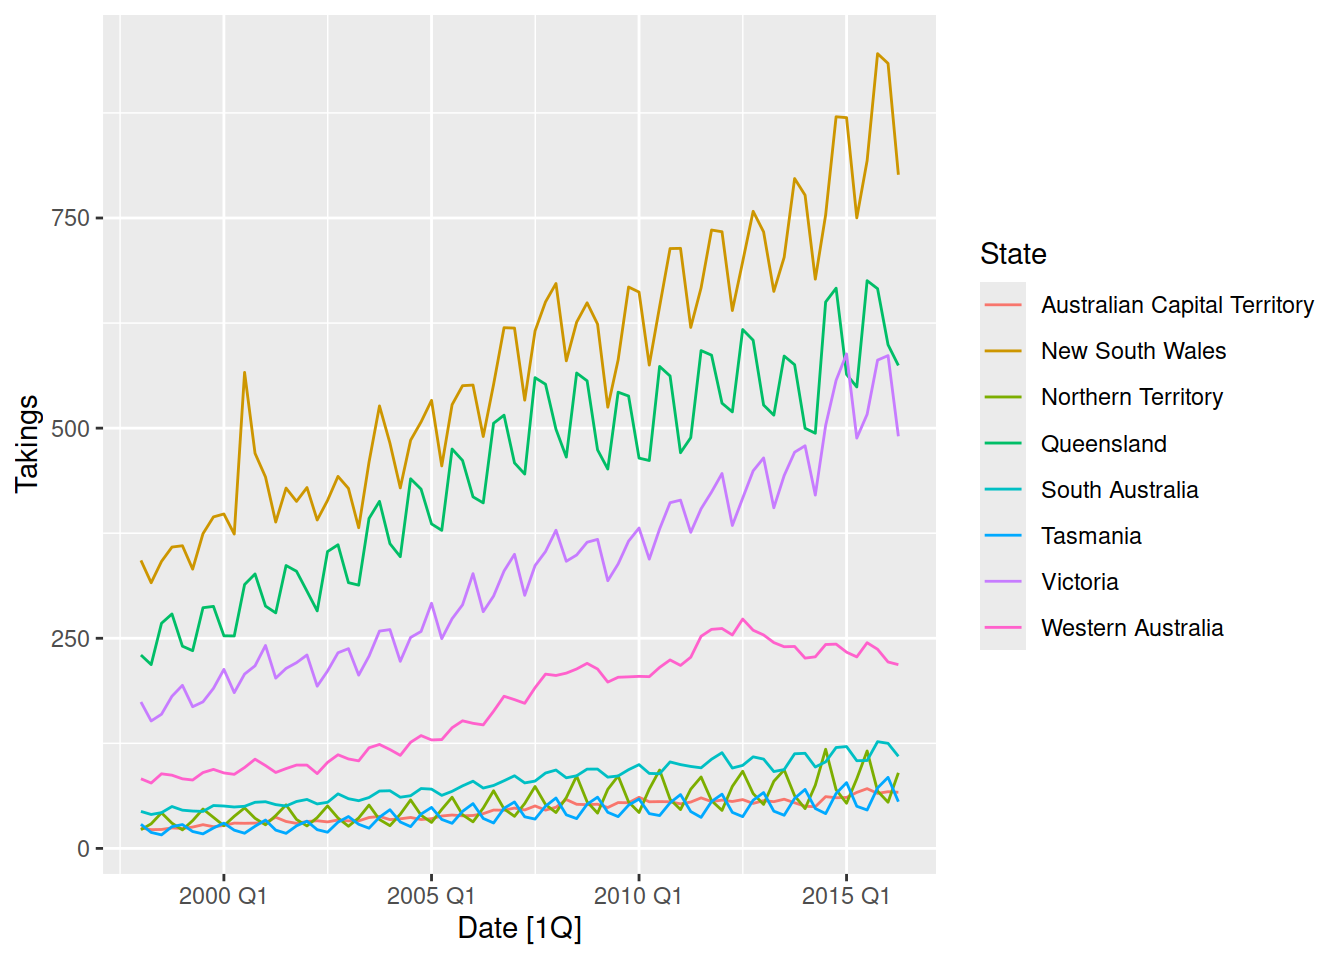 750
500
250
0
Takings
2000 Q1
2005 Q1
2010 Q1
2015 Q1
Date [1Q]
State
Australian Capital Territory
New South Wales
Northern Territory
Queensland
South Australia
Tasmania
Victoria
Western Australia